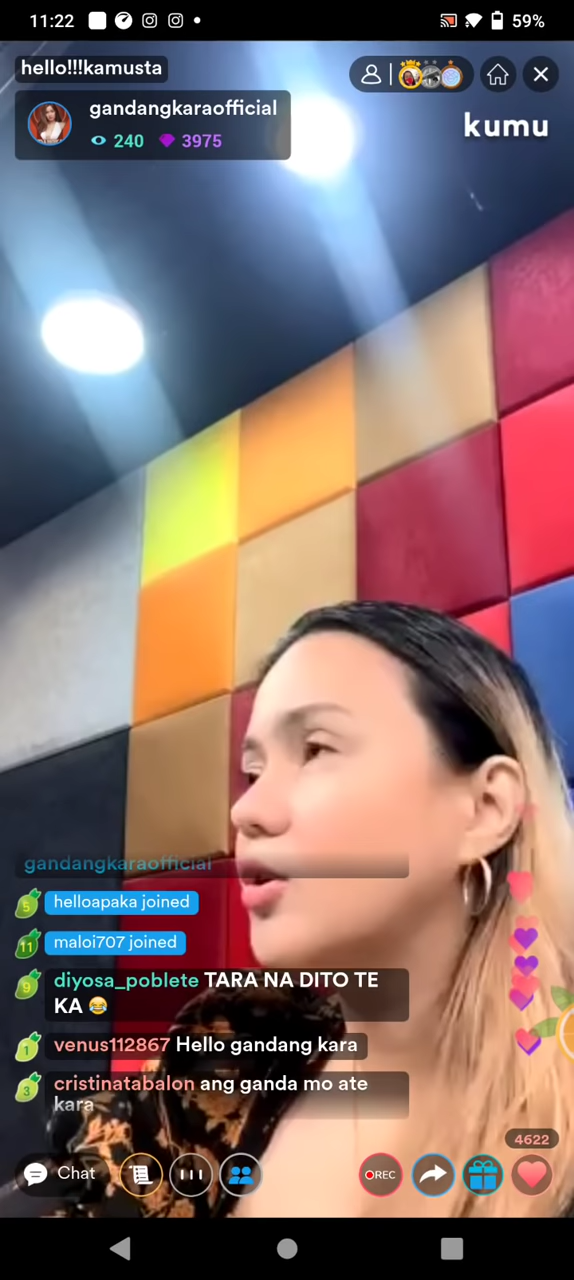 11:22
59%
hello!!!kamusta
gandangkaraofficial
240 3975
kumu
gandangkaraofficial
5 helloapaka joined
11 maloi707 joined
9 diyosa_poblete TARA NA DITO TE
KA 😂
1 venus112867 Hello gandang kara
3 cristinatabalon ang ganda mo ate
kara
4622
Chat
REC